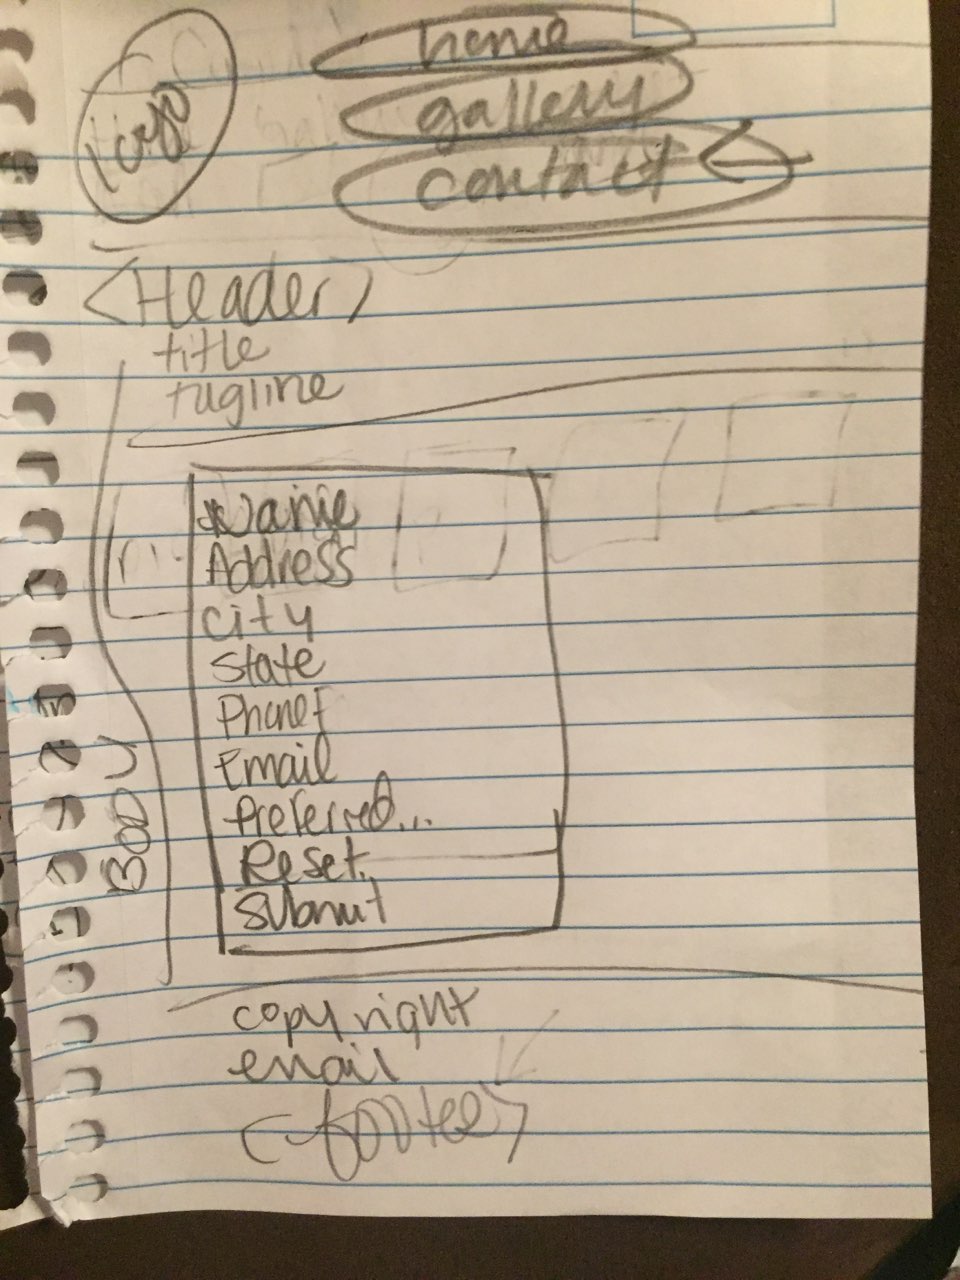 logo
home
gallery
contact
<Header>
title
tagline
Name
Address
City
State
Phone
Email
Preferred...
Reset
Submit
BODY
copyright
email
<footer>